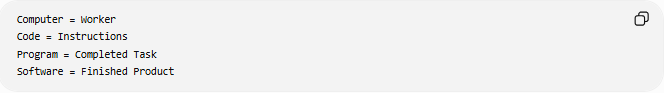 Computer = Worker
Code = Instructions
Program = Completed Task
Software = Finished Product